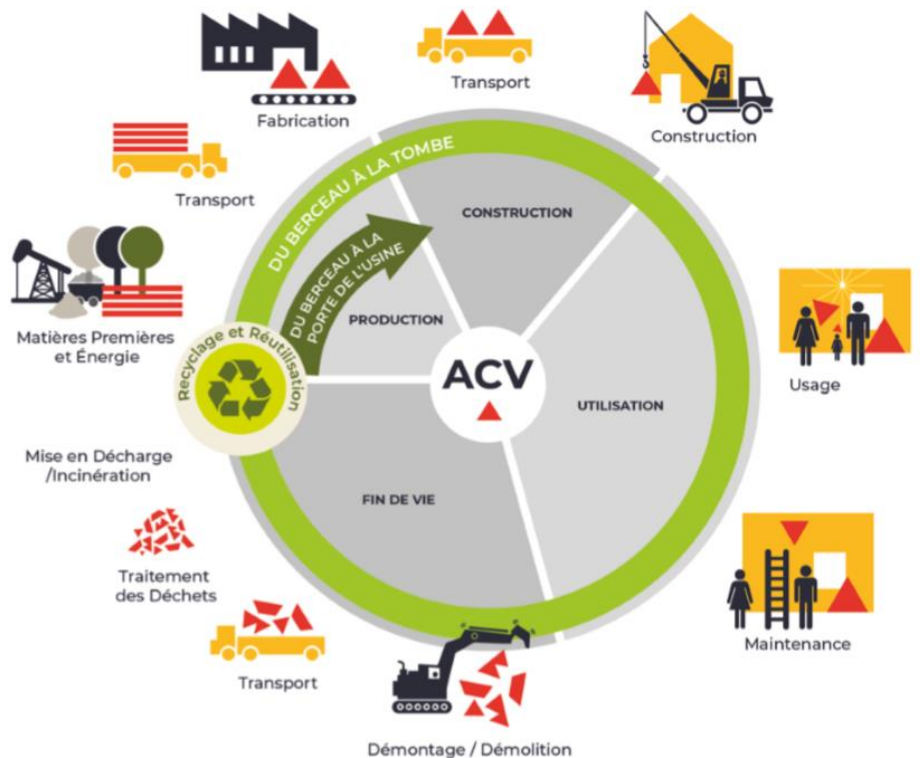 Fabrication
Transport
Construction
Transport
Matières Premières
et Énergie
DU BERCEAU À LA TOMBE
DU BERCEAU À LA
PORTE DE L'USINE
CONSTRUCTION
PRODUCTION
Recyclage et Réutilisation
ACV
UTILISATION
Usage
Mise en Décharge
/Incinération
FIN DE VIE
Traitement
des Déchets
Transport
Maintenance
Démontage / Démolition